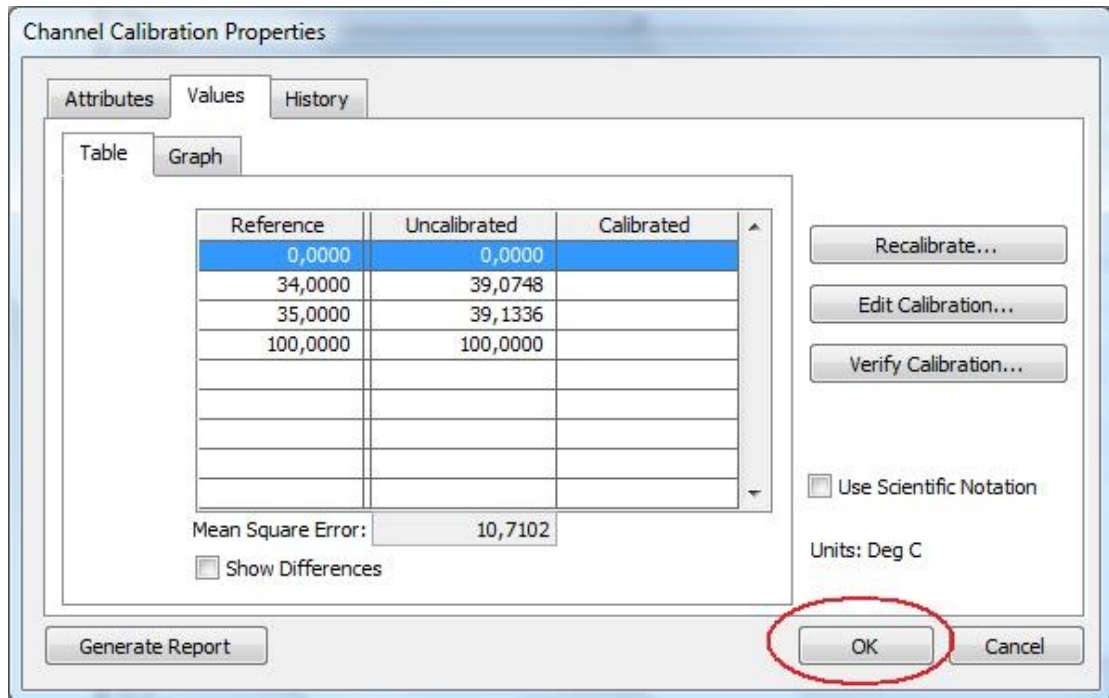 Channel Calibration Properties
Attributes Values History
Table Graph
Reference Uncalibrated Calibrated
0,0000 0,0000
34,0000 39,0748
35,0000 39,1336
100,0000 100,0000
Mean Square Error: 10,7102
Show Differences
Recalibrate...
Edit Calibration...
Verify Calibration...
Use Scientific Notation
Units: Deg C
Generate Report OK Cancel